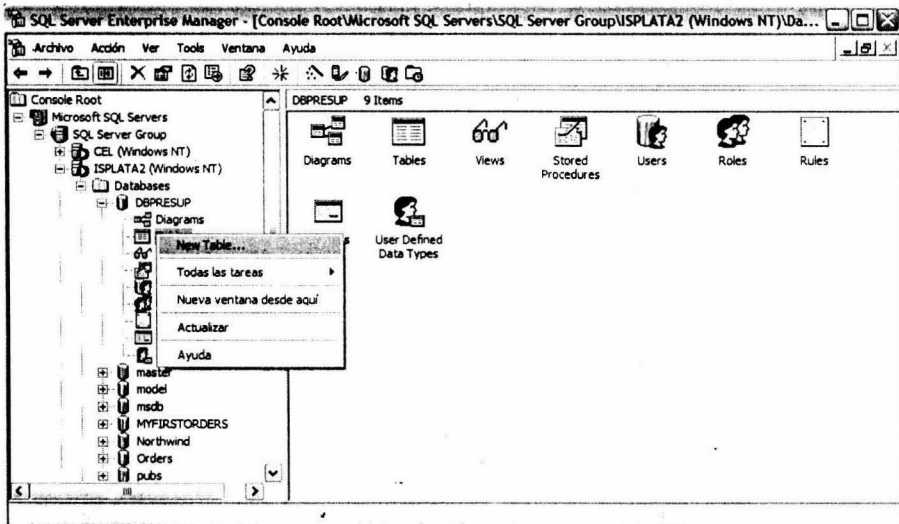 SQL Server Enterprise Manager - [Console Root\Microsoft SQL Servers\SQL Server Group\ISPLATA2 (Windows NT)\Da...
Archivo Acción Ver Tools Ventana Ayuda
Console Root
Microsoft SQL Servers
SQL Server Group
CEL (Windows NT)
ISPLATA2 (Windows NT)
Databases
DBPRESUP
Diagrams
New Table...
Todas las tareas
Nueva ventana desde aquí
Actualizar
Ayuda
master
model
msdb
MYFIRSTORDERS
Northwind
Orders
pubs
DBPRESUP 9 Items
Diagrams Tables Views Stored Procedures Users Roles Rules
User Defined Data Types